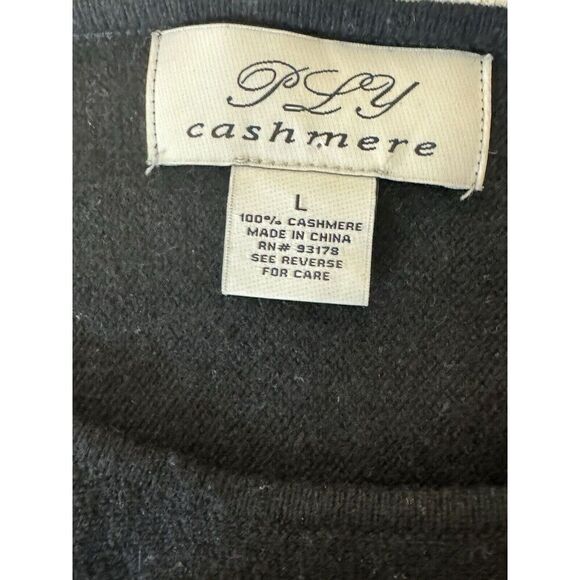 PLY
cashmere
L
100% CASHMERE
MADE IN CHINA
RN# 93178
SEE REVERSE
FOR CARE